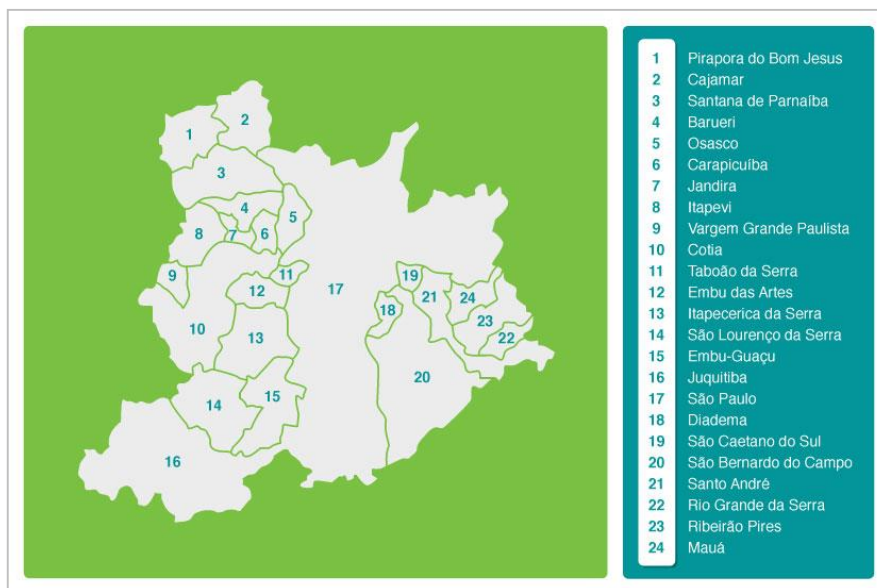 2
1
3
4
5
7
6
8
9
11
19
12
17
21
24
18
23
10
13
22
20
15
14
16
1 Pirapora do Bom Jesus
2 Cajamar
3 Santana de Parnaíba
4 Barueri
5 Osasco
6 Carapicuíba
7 Jandira
8 Itapevi
9 Vargem Grande Paulista
10 Cotia
11 Taboão da Serra
12 Embu das Artes
13 Itapecerica da Serra
14 São Lourenço da Serra
15 Embu-Guaçu
16 Juquitiba
17 São Paulo
18 Diadema
19 São Caetano do Sul
20 São Bernardo do Campo
21 Santo André
22 Rio Grande da Serra
23 Ribeirão Pires
24 Mauá